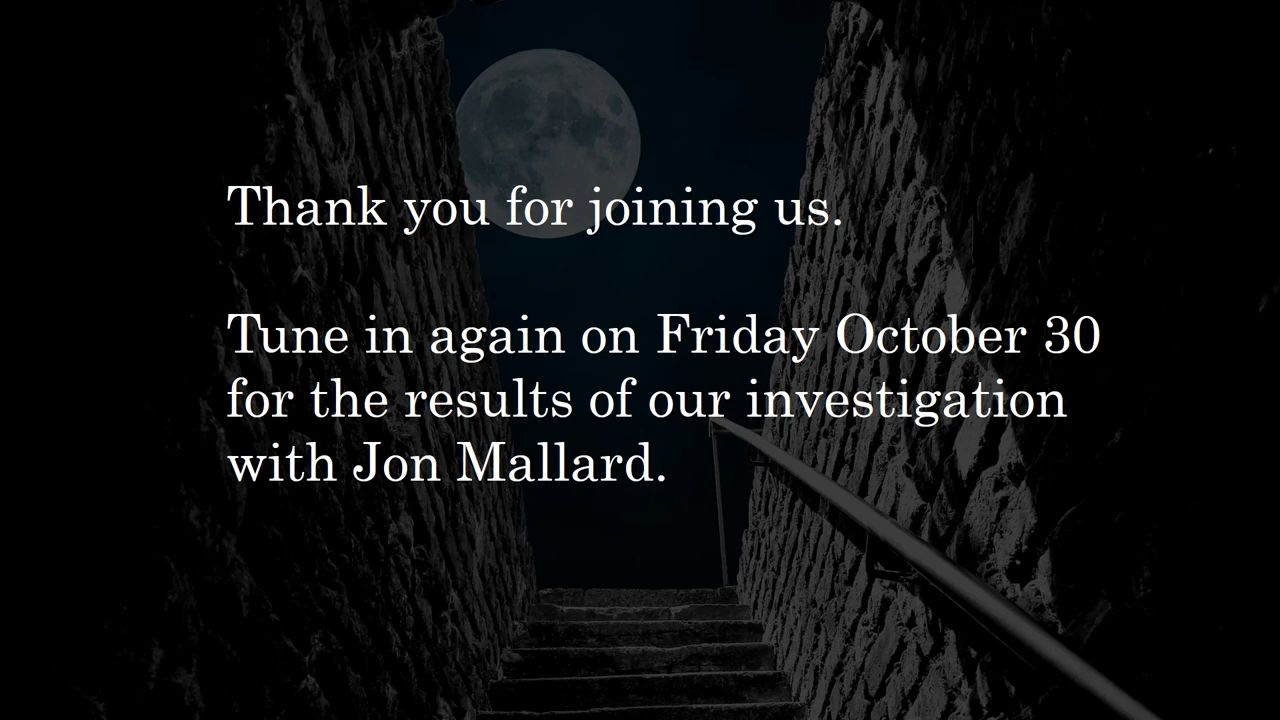 Thank you for joining us.
Tune in again on Friday October 30
for the results of our investigation
with Jon Mallard.